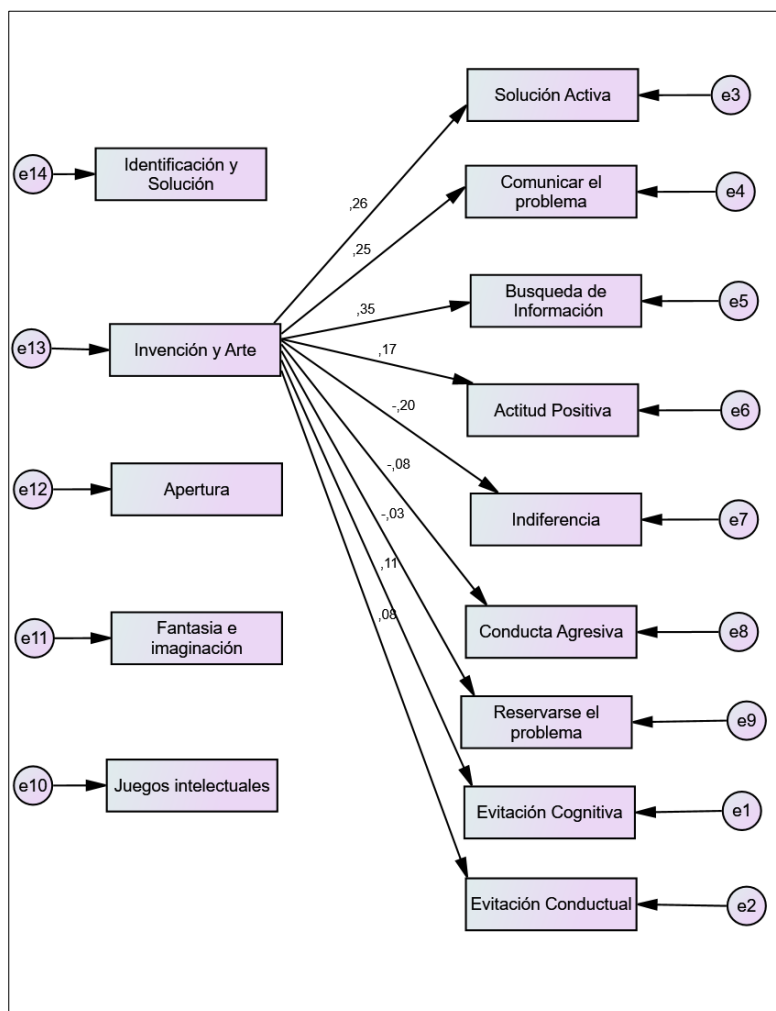 Solución Activa
e3
e14
Identificación y
Solución
Comunicar el
problema
e4
,26
,25
Busqueda de
Información
e5
,35
e13
Invención y Arte
,17
Actitud Positiva
e6
-,20
-,08
e12
Apertura
-,03
Indiferencia
e7
,11
,08
e11
Fantasia e
imaginación
Conducta Agresiva
e8
Reservarse el
problema
e9
e10
Juegos intelectuales
Evitación Cognitiva
e1
Evitación Conductual
e2